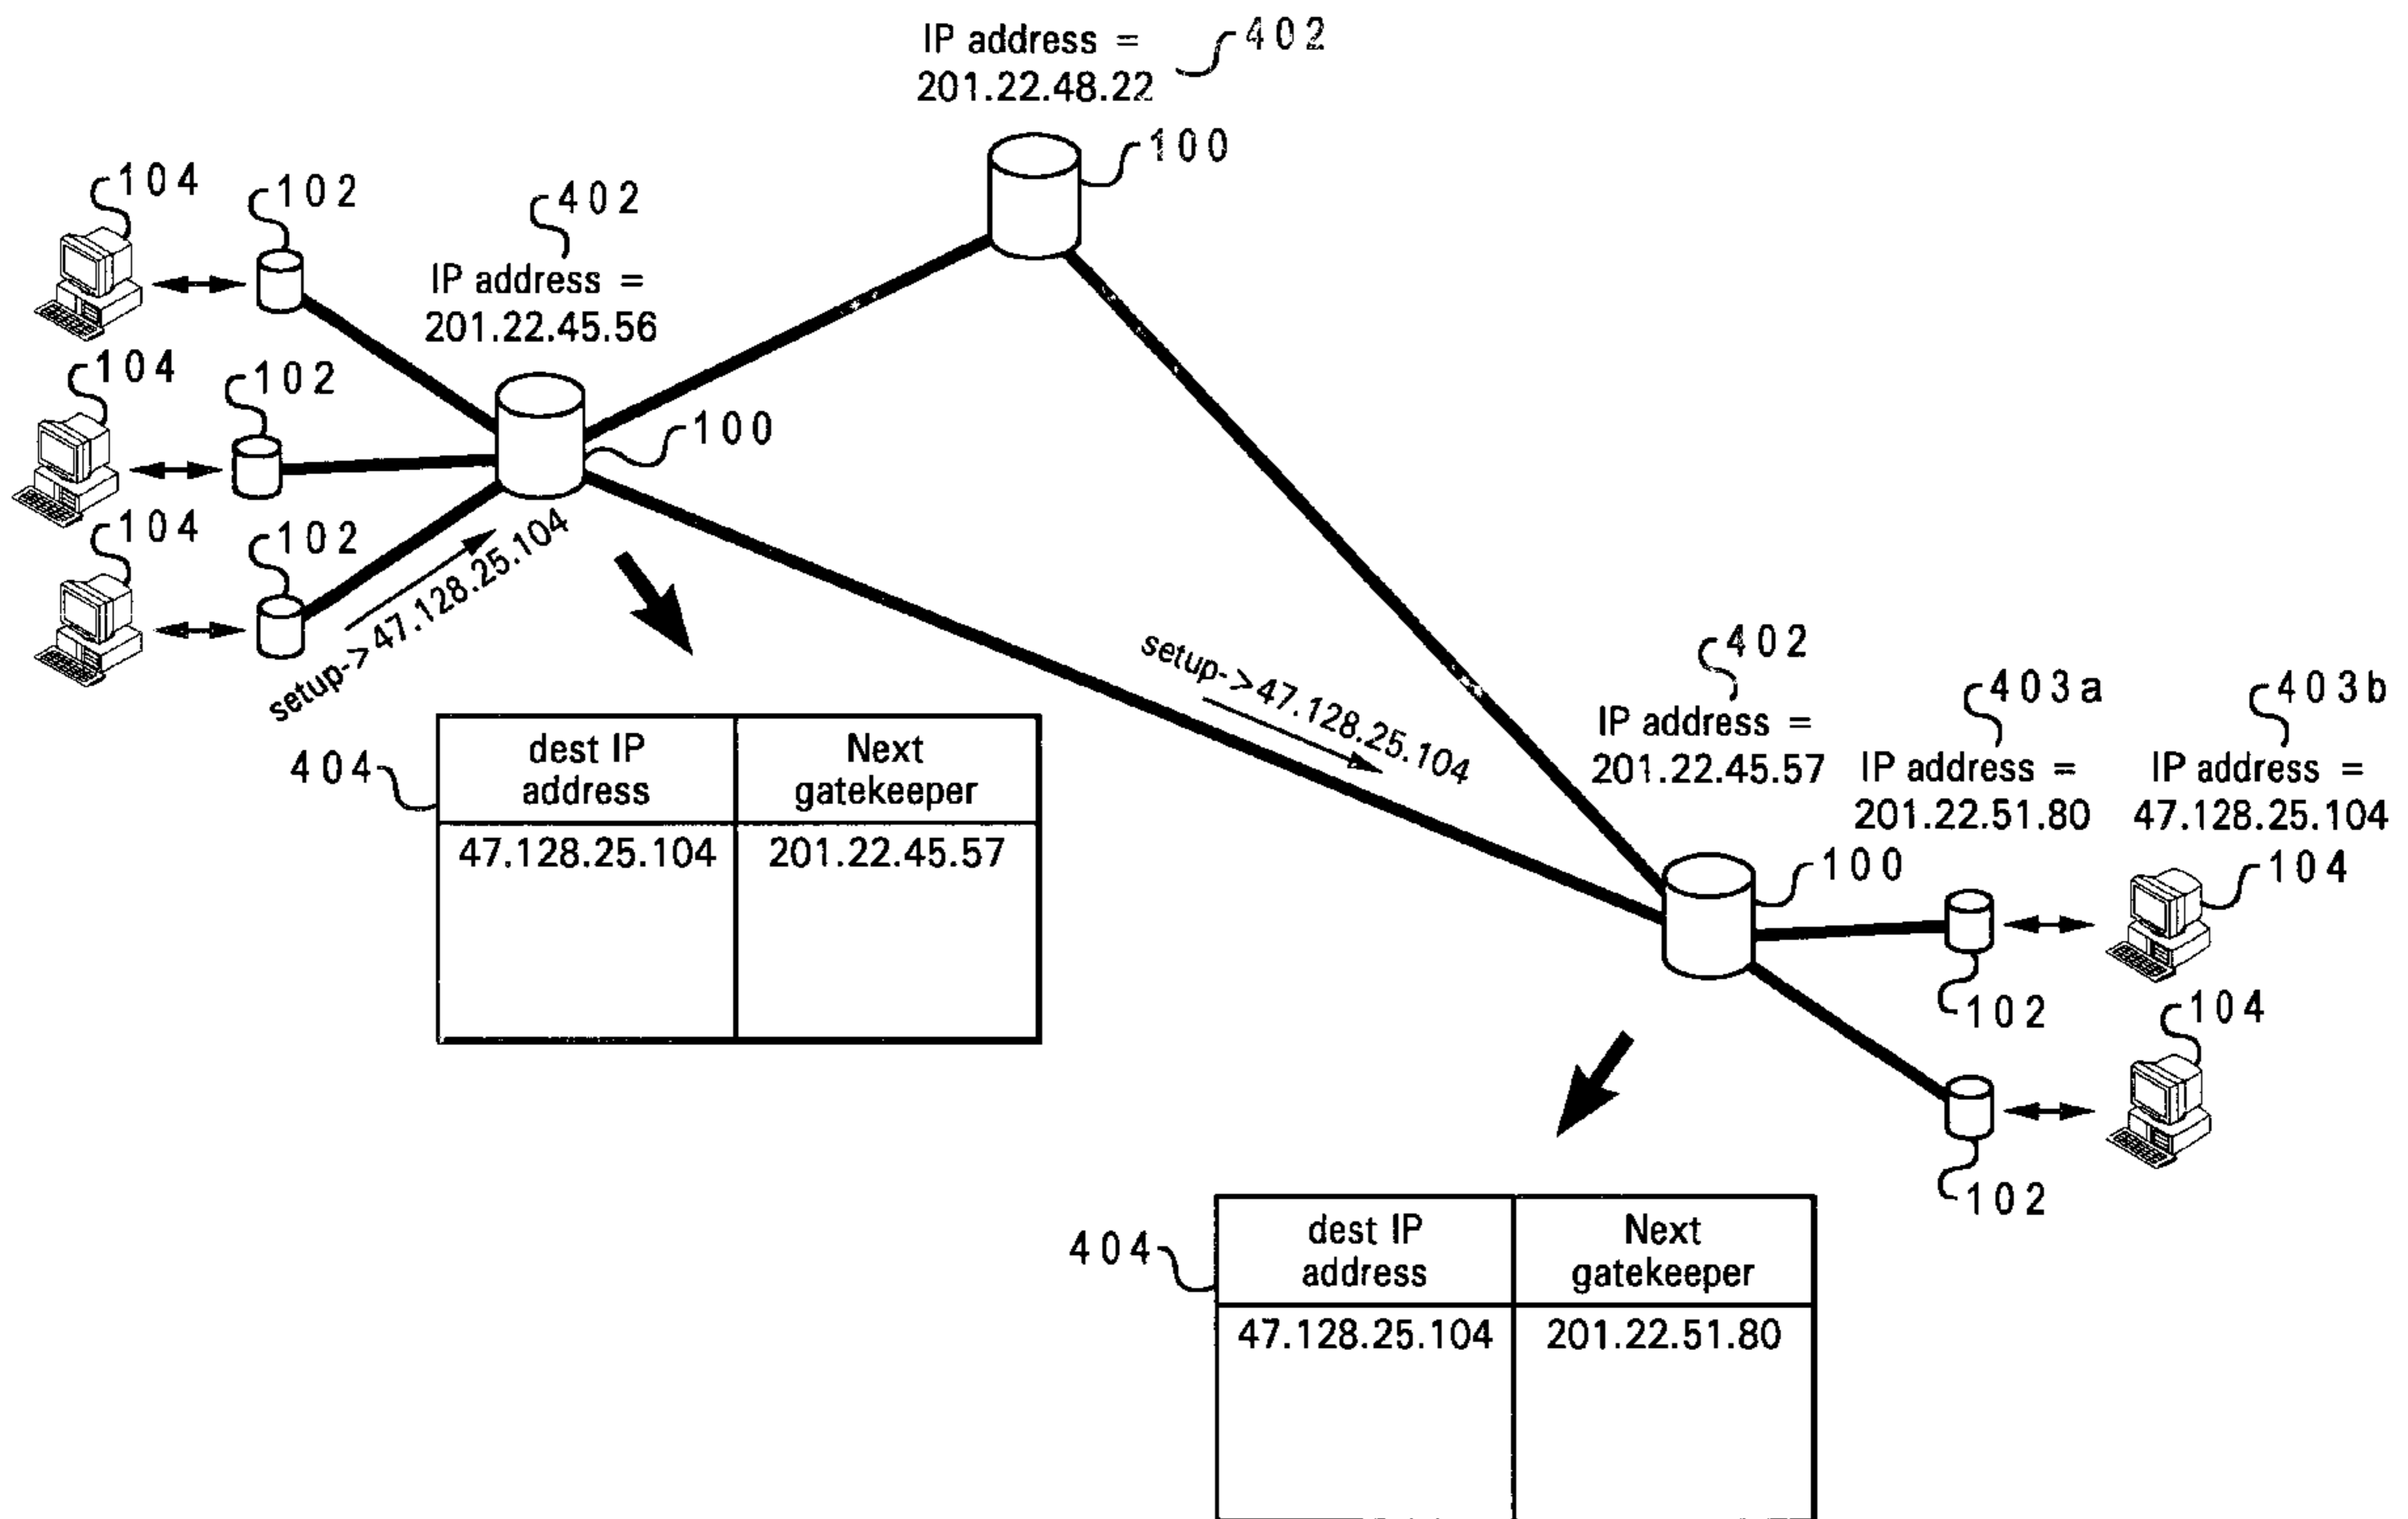 IP address =
201.22.48.22
402
100
104
102
402
IP address =
201.22.45.56
104
102
100
104
102
setup->47.128.25.104
setup->47.128.25.104
404
dest IP
address
Next
gatekeeper
47.128.25.104
201.22.45.57
402
IP address =
201.22.45.57
403a
IP address =
201.22.51.80
403b
IP address =
47.128.25.104
100
104
102
104
102
404
dest IP
address
Next
gatekeeper
47.128.25.104
201.22.51.80